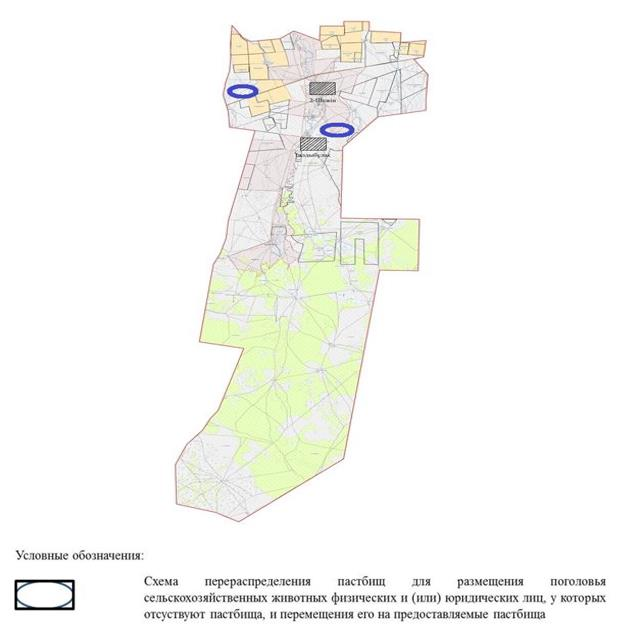 Условные обозначения:
Схема перераспределения пастбищ для размещения поголовья
сельскохозяйственных животных физических и (или) юридических лиц, у которых
отсуствуют пастбища, и перемещения его на предоставляемые пастбища